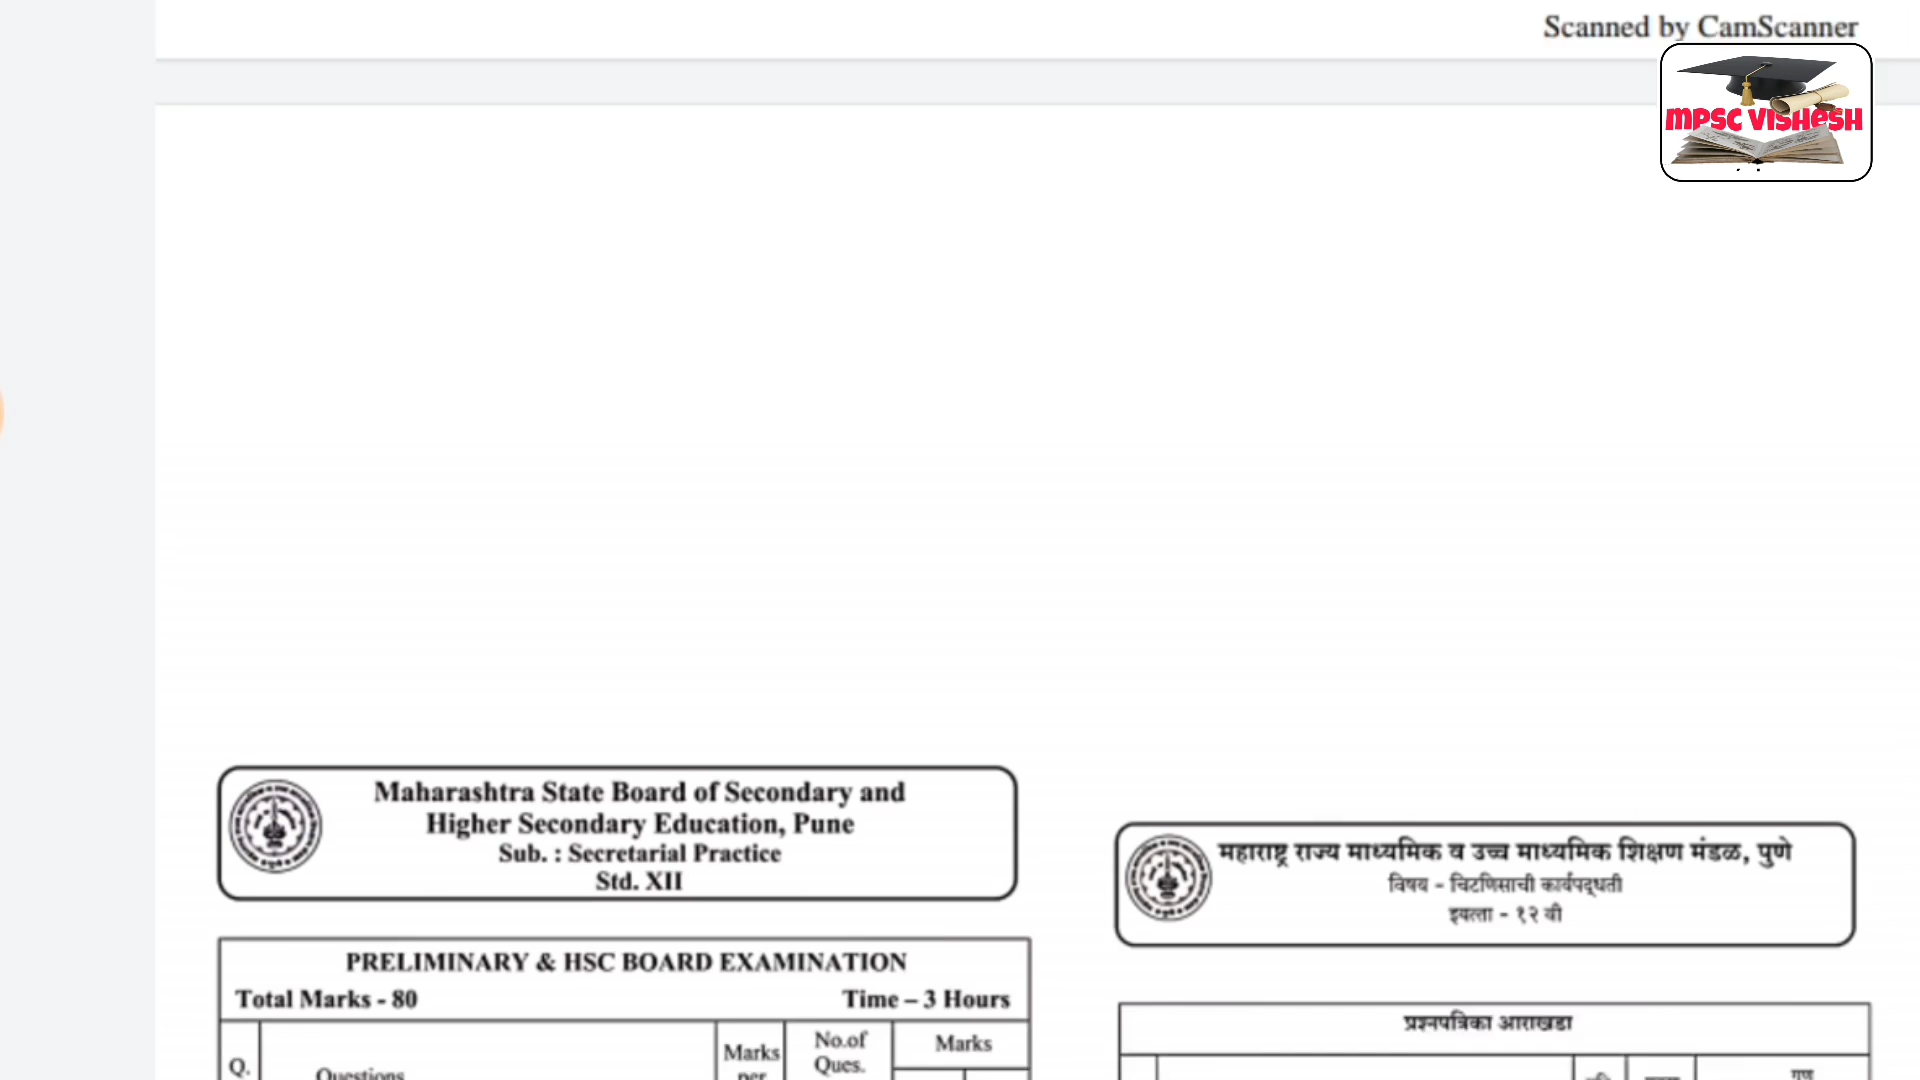 Scanned by CamScanner
MPSC VISHESH
Maharashtra State Board of Secondary and
Higher Secondary Education, Pune
Sub. : Secretarial Practice
Std. XII
महाराष्ट्र राज्य माध्यमिक व उच्च माध्यमिक शिक्षण मंडळ, पुणे
विषय - चिटणिसाची कार्यपद्धती
इयत्ता - १२ वी
PRELIMINARY & HSC BOARD EXAMINATION
Total Marks - 80 Time – 3 Hours
Q. Questions Marks per No.of Ques. Marks
प्रश्नपत्रिका आराखडा
गुण